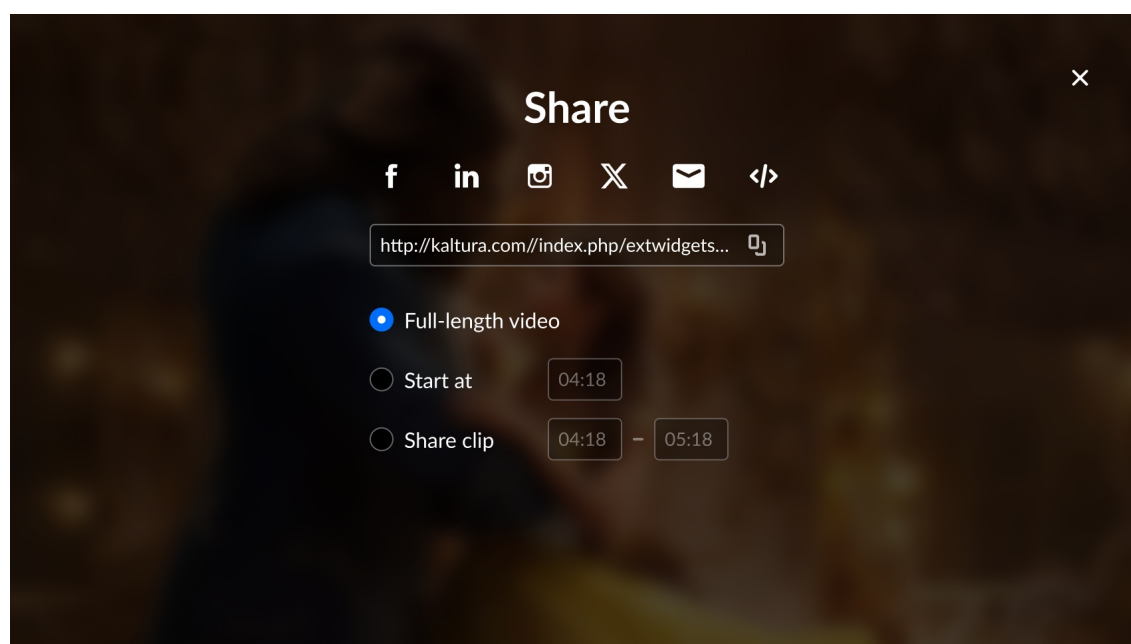 Share
f in X </>
http://kaltura.com//index.php/extwidgets...
Full-length video
Start at 04:18
Share clip 04:18 – 05:18